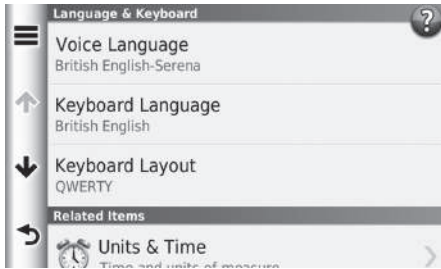 Language & Keyboard
?
Voice Language
British English-Serena
Keyboard Language
British English
Keyboard Layout
QWERTY
Related Items
Units & Time
Time and units of measure